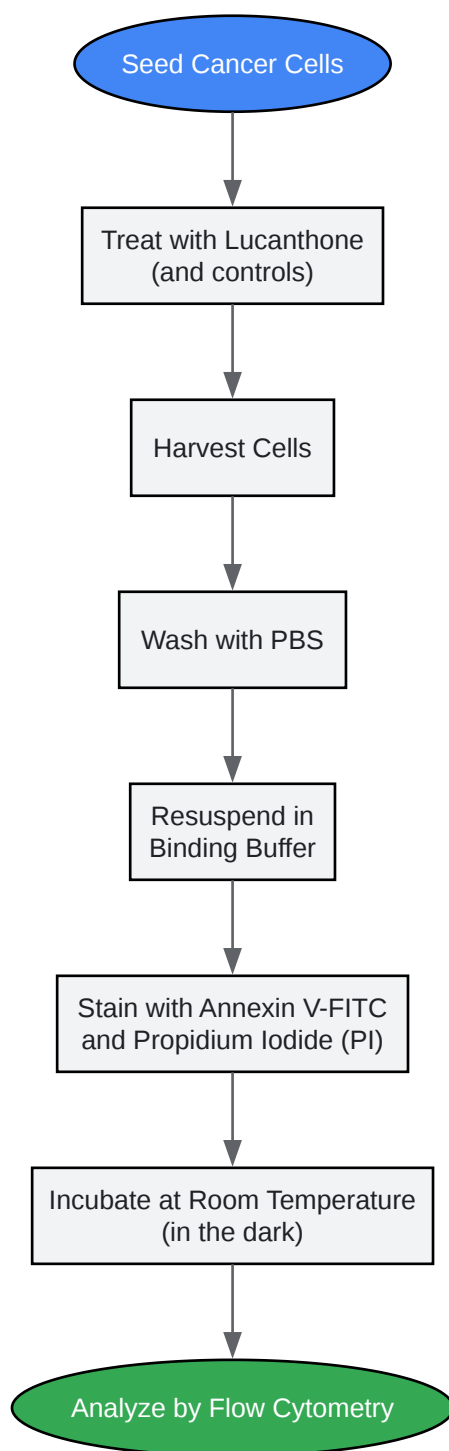 Seed Cancer Cells
Treat with Lucanthone
(and controls)
Harvest Cells
Wash with PBS
Resuspend in
Binding Buffer
Stain with Annexin V-FITC
and Propidium Iodide (PI)
Incubate at Room Temperature
(in the dark)
Analyze by Flow Cytometry